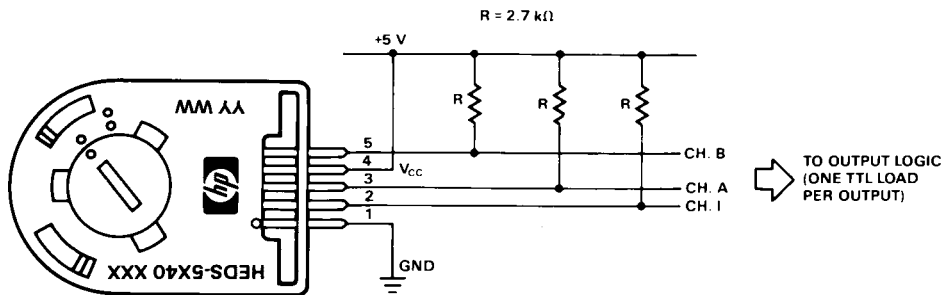 R = 2.7 kΩ
+5 V
R
R
R
YY WW
hp
HEDS-5X40 XXX
5
4
VCC
3
2
1
GND
CH. B
CH. A
CH. I
TO OUTPUT LOGIC
(ONE TTL LOAD
PER OUTPUT)